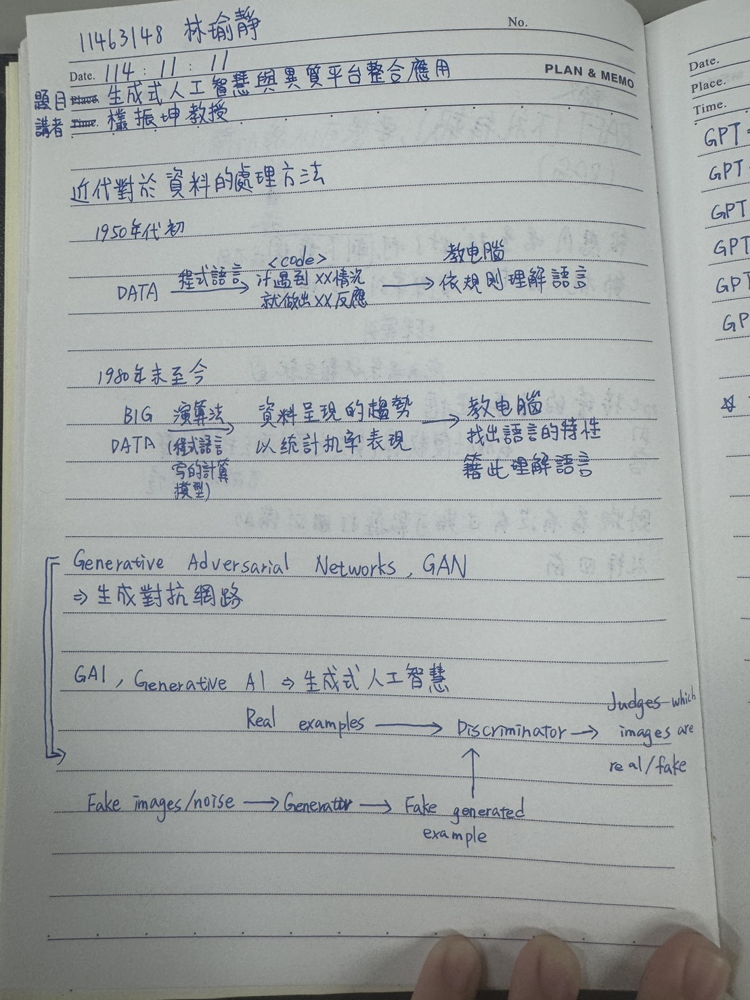 11463148 林瑜靜
No.
Date. 114 : 11 : 11
PLAN & MEMO
題目 Place. 生成式人工智慧與異質平台整合應用
講者 Time. 振坤教授
近代對於資料的處理方法
1950年代初
DATA 程式語言→ <code> 遇到XX情況 就做出XX反應 → 教电腦 依規則理解語言
1980年末至今
BIG DATA 演算法→ (程式語言寫的計算模型) 資料呈現的趨勢 以統計机率表現 → 教电腦 找出語言的特性 藉此理解語言
Generative Adversarial Networks, GAN
⇒ 生成對抗網路
GAI, Generative AI ⇒ 生成式人工智慧
Real examples → Discriminator → Judges which images are real/fake
Fake images/noise → Generator → Fake generated example
Date.
Place.
Time.
GPT
GPT
GPT
GPT
GPT
GP